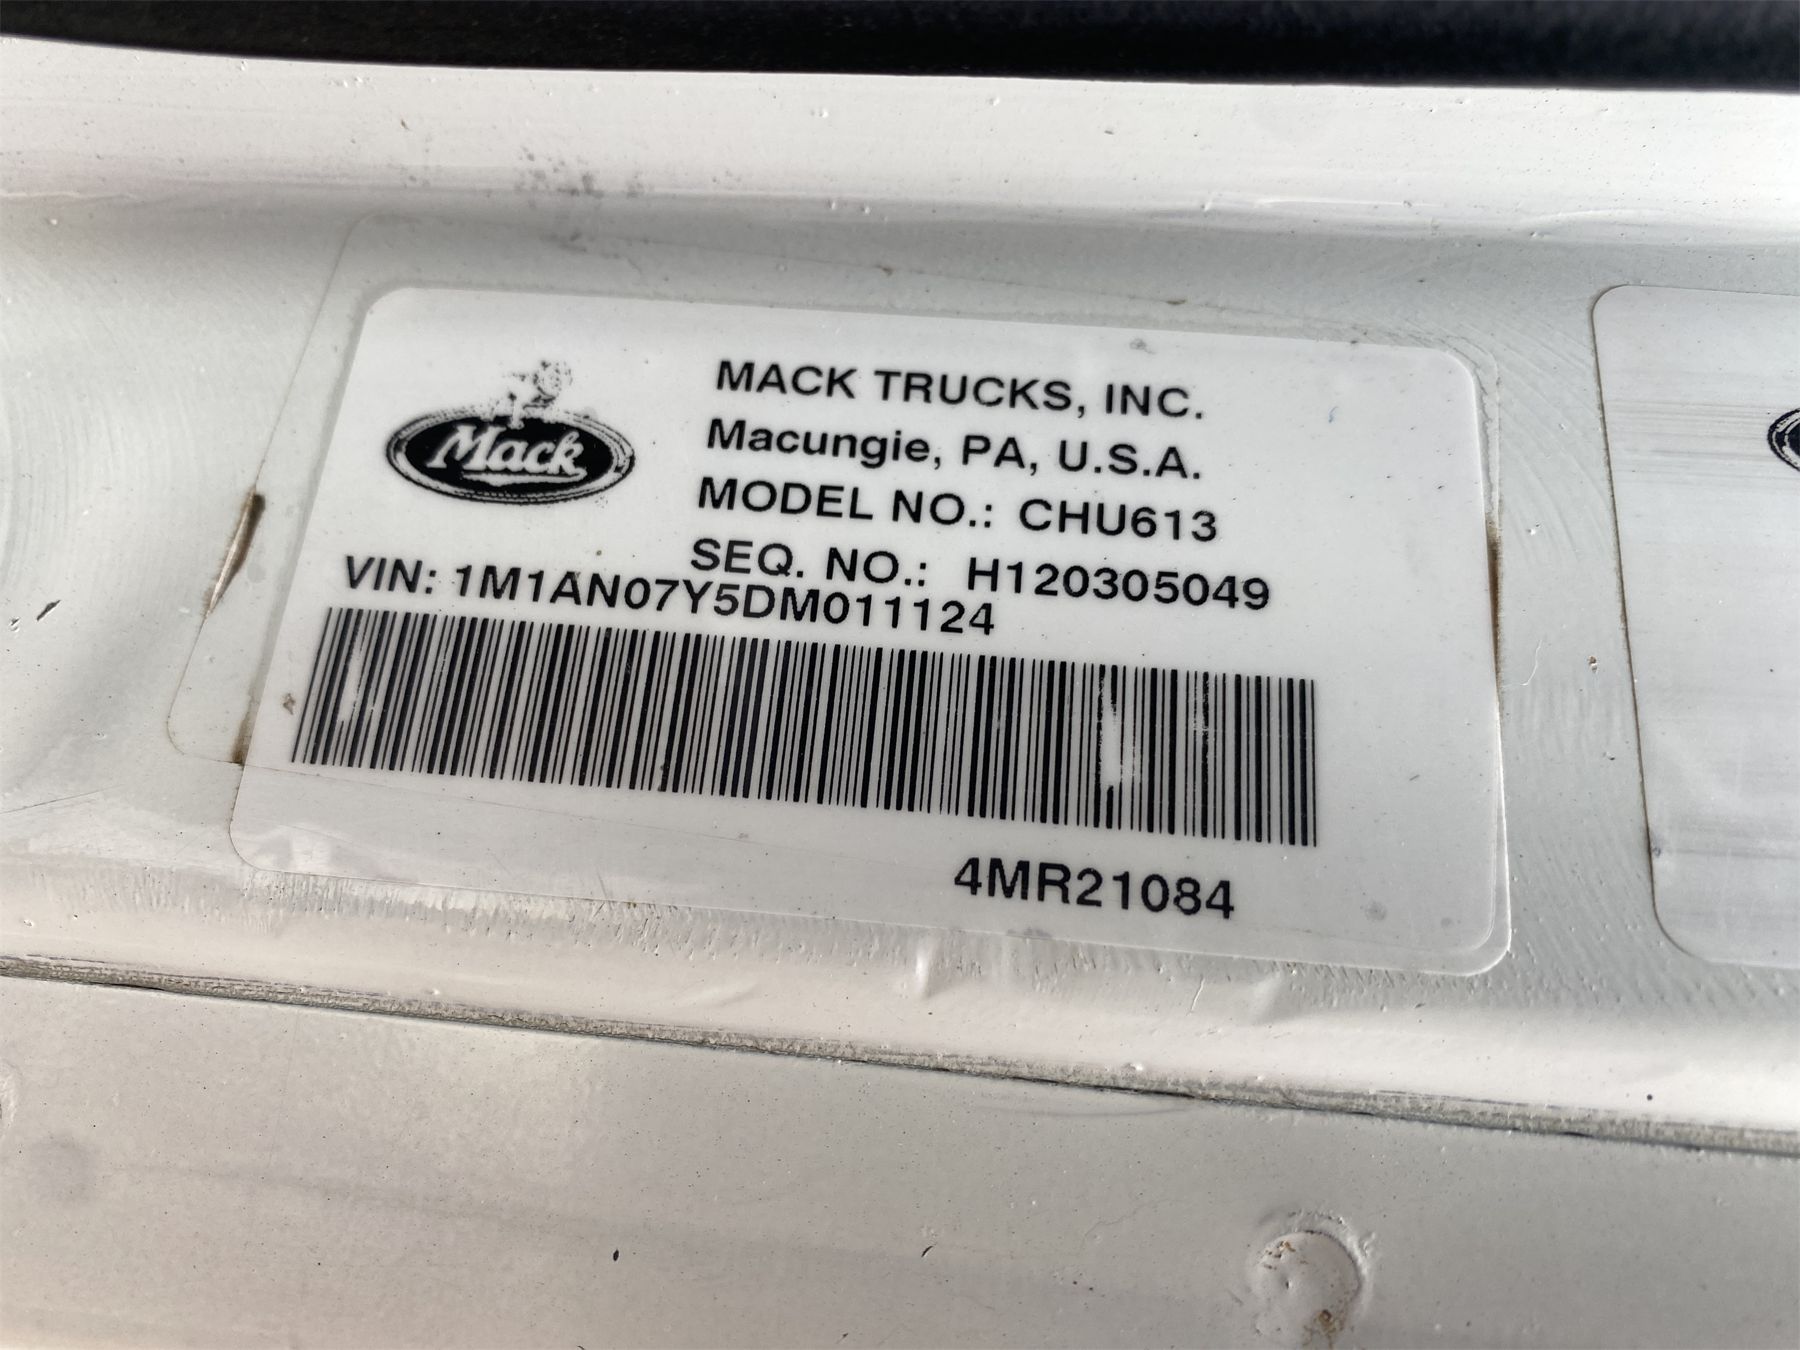 Mack
MACK TRUCKS, INC.
Macungie, PA, U.S.A.
MODEL NO.: CHU613
SEQ. NO.: H120305049
VIN: 1M1AN07Y5DM011124
4MR21084